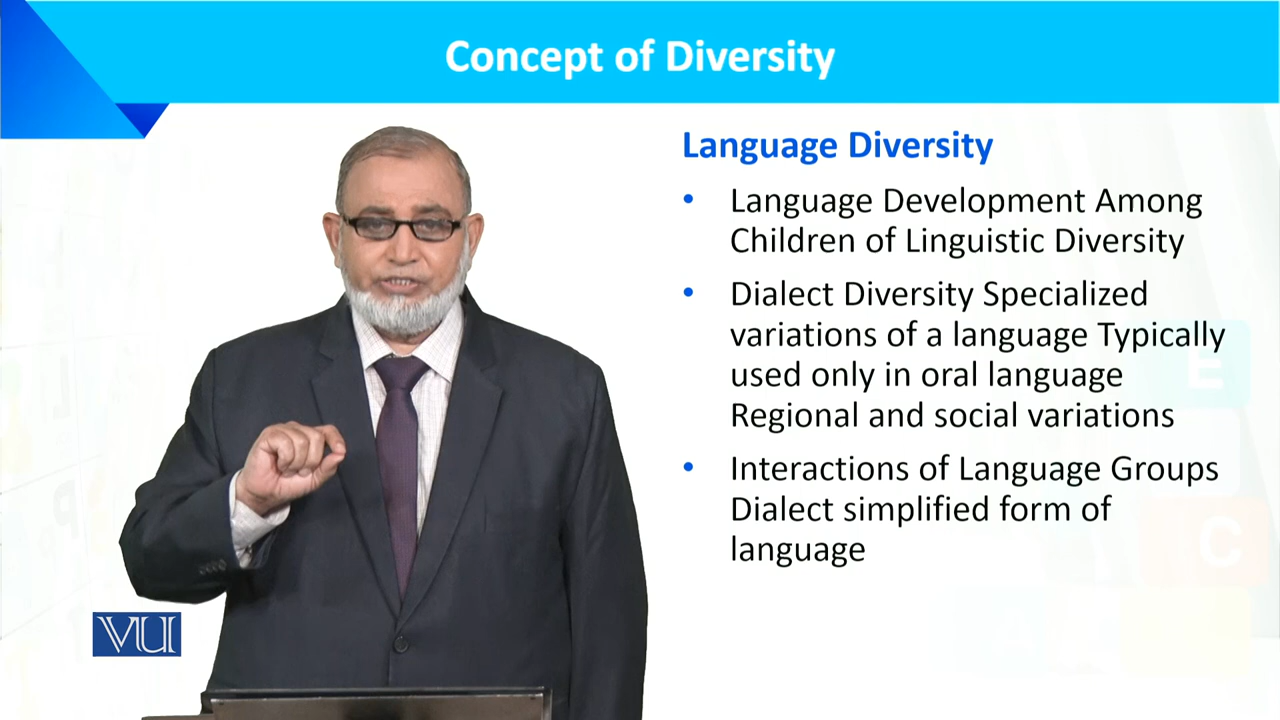 Concept of Diversity
Language Diversity
• Language Development Among
Children of Linguistic Diversity
• Dialect Diversity Specialized
variations of a language Typically
used only in oral language
Regional and social variations
• Interactions of Language Groups
Dialect simplified form of
language
VU
E
C